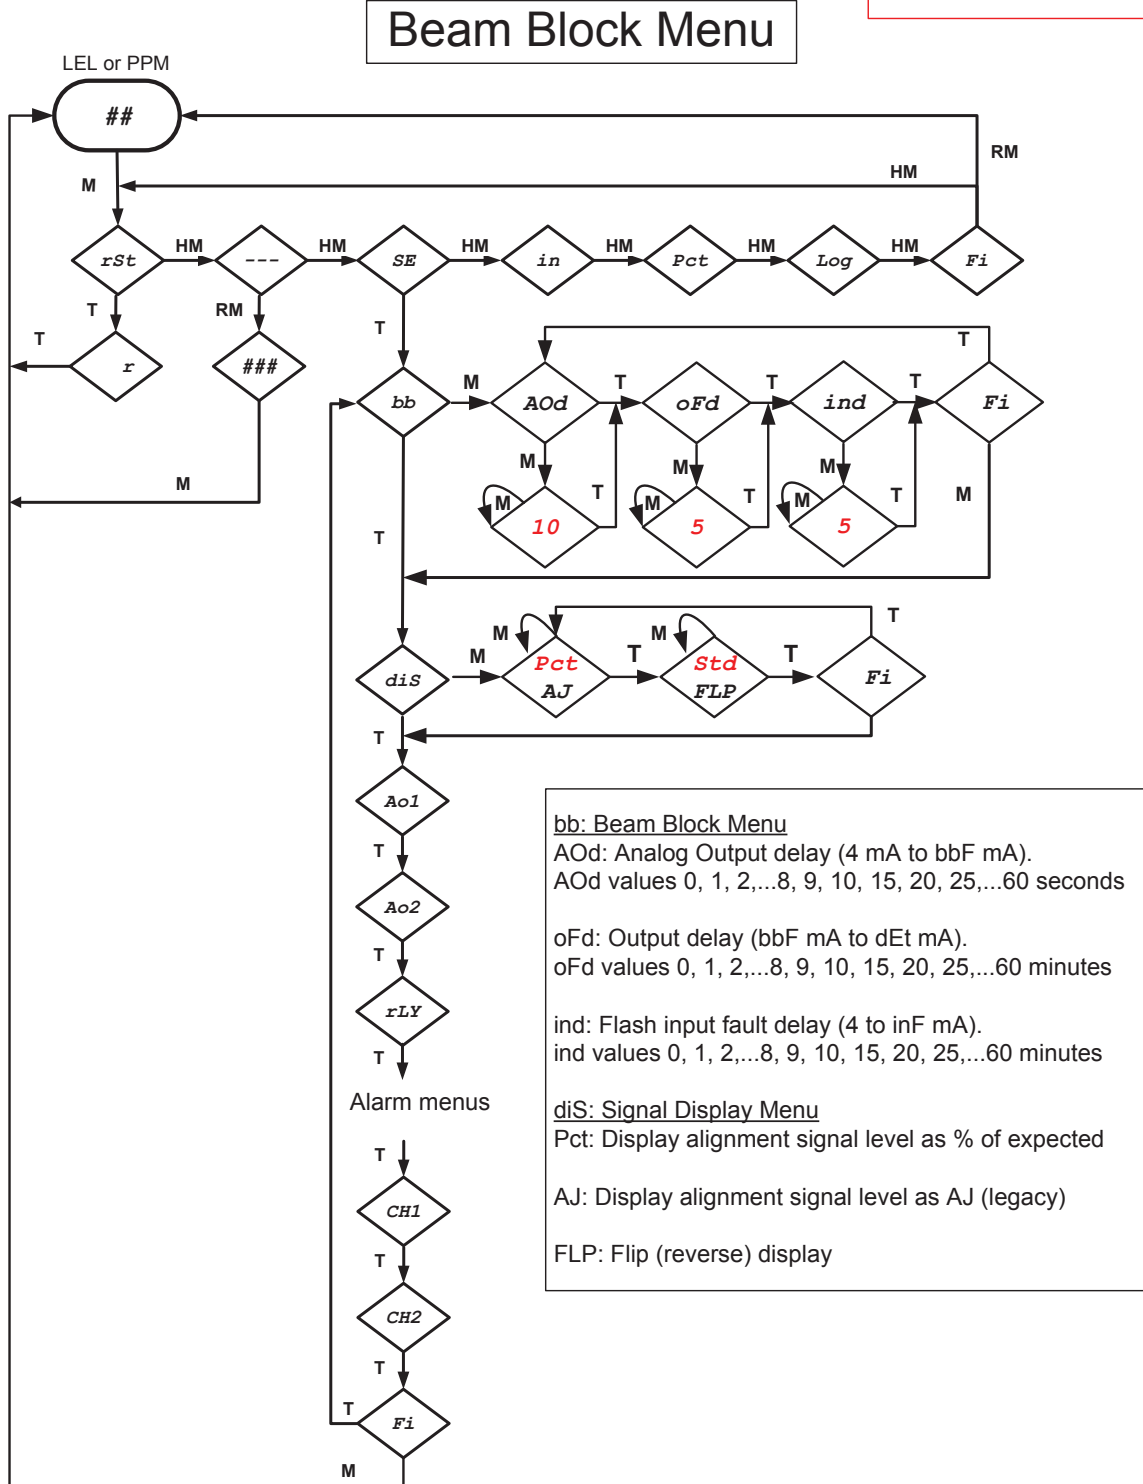 Beam Block Menu
LEL or PPM
##
RM
M
HM
rSt
HM
---
HM
SE
HM
in
HM
Pct
HM
Log
HM
Fi
T
RM
T
T
r
###
T
bb
M
AOd
T
oFd
T
ind
T
Fi
M
M
M
M
M
10
T
M
5
T
M
5
T
M
T
T
M
M
T
diS
M
Pct
AJ
T
Std
FLP
T
Fi
T
Ao1
T
Ao2
T
rLY
T
Alarm menus
T
CH1
T
CH2
T
T
Fi
M
bb: Beam Block Menu
AOd: Analog Output delay (4 mA to bbF mA).
AOd values 0, 1, 2,...8, 9, 10, 15, 20, 25,...60 seconds
oFd: Output delay (bbF mA to dEt mA).
oFd values 0, 1, 2,...8, 9, 10, 15, 20, 25,...60 minutes
ind: Flash input fault delay (4 to inF mA).
ind values 0, 1, 2,...8, 9, 10, 15, 20, 25,...60 minutes
diS: Signal Display Menu
Pct: Display alignment signal level as % of expected
AJ: Display alignment signal level as AJ (legacy)
FLP: Flip (reverse) display